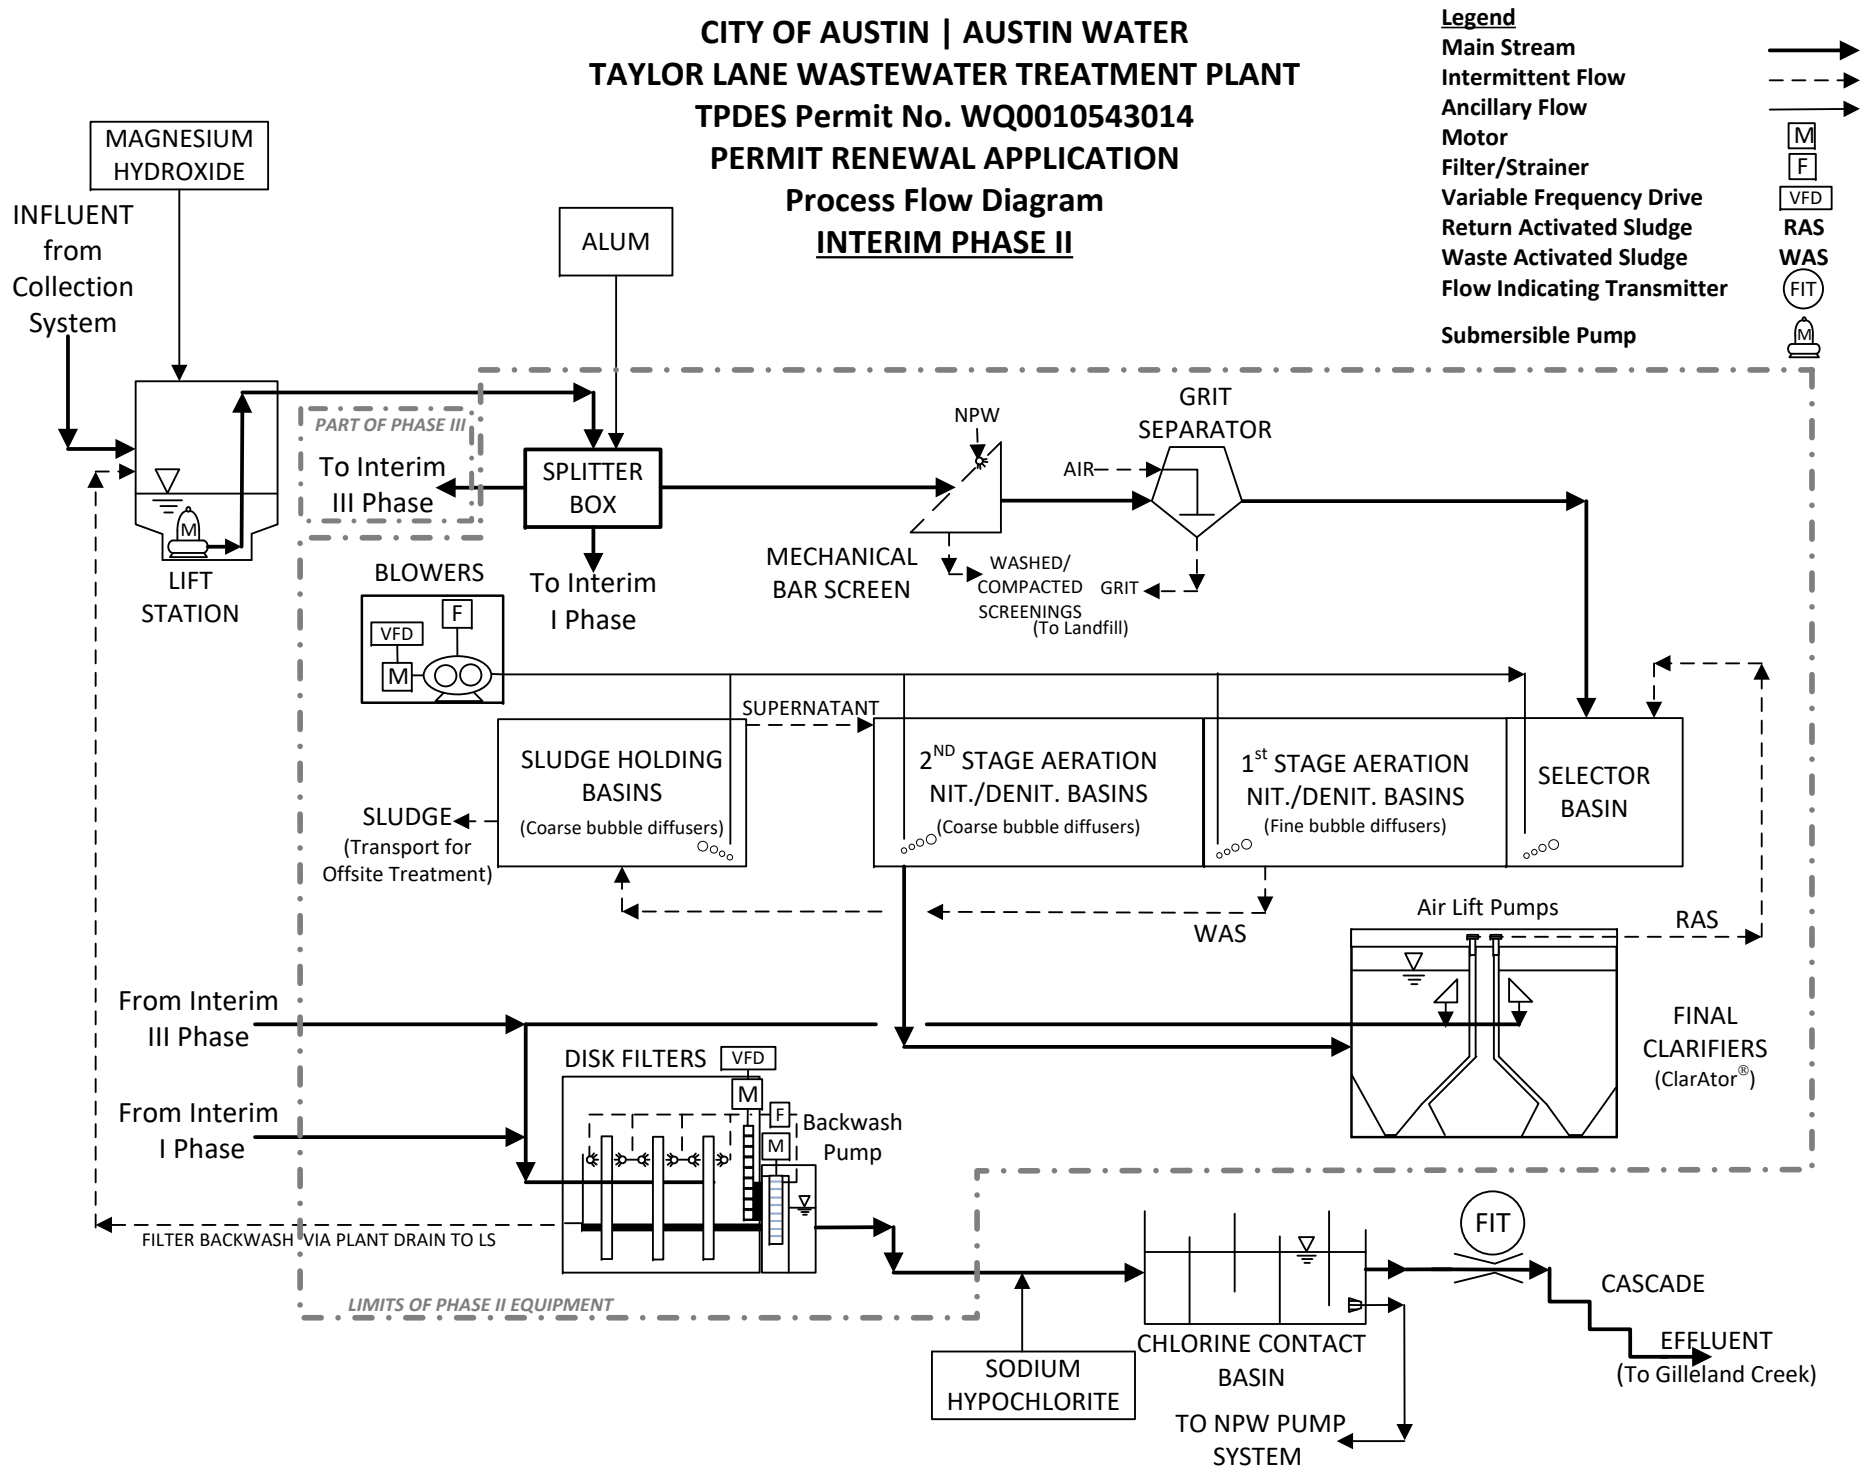 CITY OF AUSTIN | AUSTIN WATER
TAYLOR LANE WASTEWATER TREATMENT PLANT
TPDES Permit No. WQ0010543014
PERMIT RENEWAL APPLICATION
Process Flow Diagram
INTERIM PHASE II
Legend
Main Stream
Intermittent Flow
Ancillary Flow
Motor M
Filter/Strainer F
Variable Frequency Drive VFD
Return Activated Sludge RAS
Waste Activated Sludge WAS
Flow Indicating Transmitter FIT
Submersible Pump M
MAGNESIUM
HYDROXIDE
INFLUENT
from
Collection
System
ALUM
PART OF PHASE III
To Interim
III Phase
SPLITTER
BOX
To Interim
I Phase
M
LIFT
STATION
NPW
MECHANICAL
BAR SCREEN
WASHED/
COMPACTED
SCREENINGS
(To Landfill)
GRIT
SEPARATOR
AIR
GRIT
BLOWERS
F
VFD
M
SUPERNATANT
SLUDGE HOLDING
BASINS
(Coarse bubble diffusers)
2ND STAGE AERATION
NIT./DENIT. BASINS
(Coarse bubble diffusers)
1st STAGE AERATION
NIT./DENIT. BASINS
(Fine bubble diffusers)
SELECTOR
BASIN
SLUDGE
(Transport for
Offsite Treatment)
WAS
Air Lift Pumps
RAS
FINAL
CLARIFIERS
(ClarAtor®)
From Interim
III Phase
From Interim
I Phase
DISK FILTERS
VFD
M
F
M
Backwash
Pump
FILTER BACKWASH VIA PLANT DRAIN TO LS
LIMITS OF PHASE II EQUIPMENT
SODIUM
HYPOCHLORITE
CHLORINE CONTACT
BASIN
TO NPW PUMP
SYSTEM
FIT
CASCADE
EFFLUENT
(To Gilleland Creek)